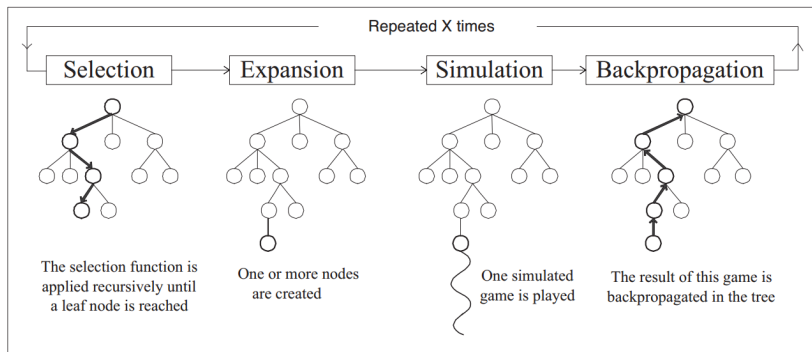 Repeated X times
Selection
Expansion
Simulation
Backpropagation
The selection function is
applied recursively until
a leaf node is reached
One or more nodes
are created
One simulated
game is played
The result of this game is
backpropagated in the tree